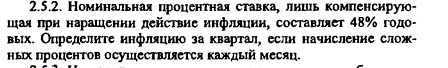 2.5.2. Номинальная процентная ставка, лишь компенсирую-
щая при наращении действие инфляции, составляет 48% годо-
вых. Определите инфляцию за квартал, если начисление слож-
ных процентов осуществляется каждый месяц.